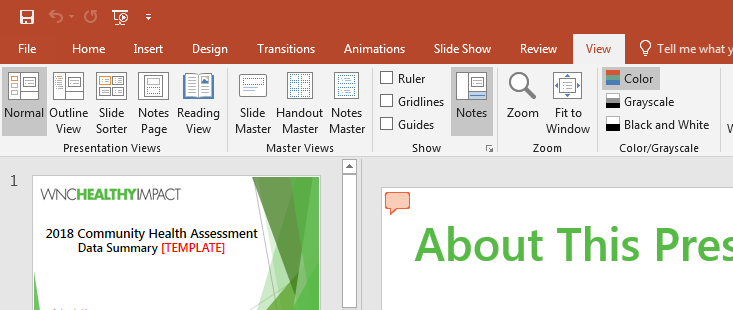 File Home Insert Design Transitions Animations Slide Show Review View Tell me what
Normal Outline View Slide Sorter Notes Page Reading View
Presentation Views
Slide Master Handout Master Notes Master
Master Views
Ruler
Gridlines
Guides
Notes
Show
Zoom Fit to Window
Zoom
Color
Grayscale
Black and White
Color/Grayscale
1
WNCHEALTHYIMPACT
2018 Community Health Assessment
Data Summary [TEMPLATE]
About This Pres